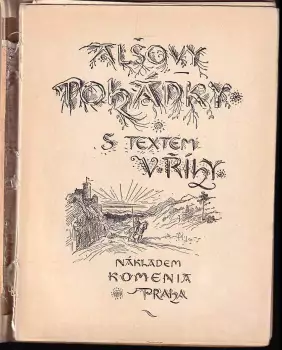 ALŠOVY
POHÁDKY
S TEXTEM
V. ŘÍHY.
NÁKLADEM
KOMENIA
PRAHA